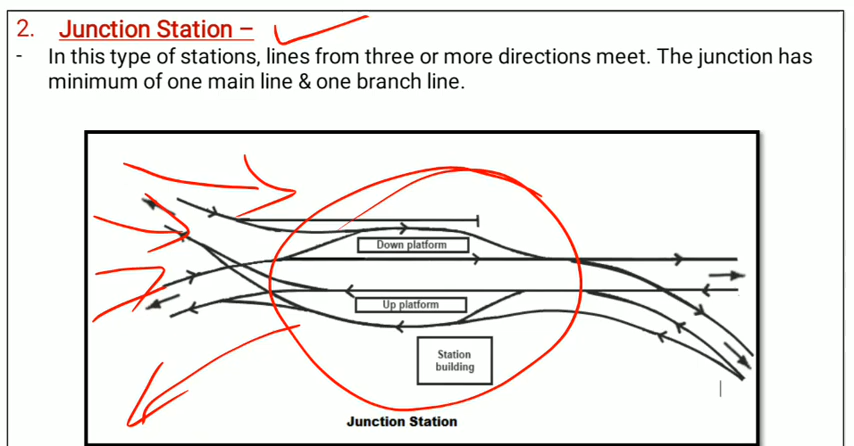 2. Junction Station –
- In this type of stations, lines from three or more directions meet. The junction has
minimum of one main line & one branch line.
Down platform
Up platform
Station
building
Junction Station